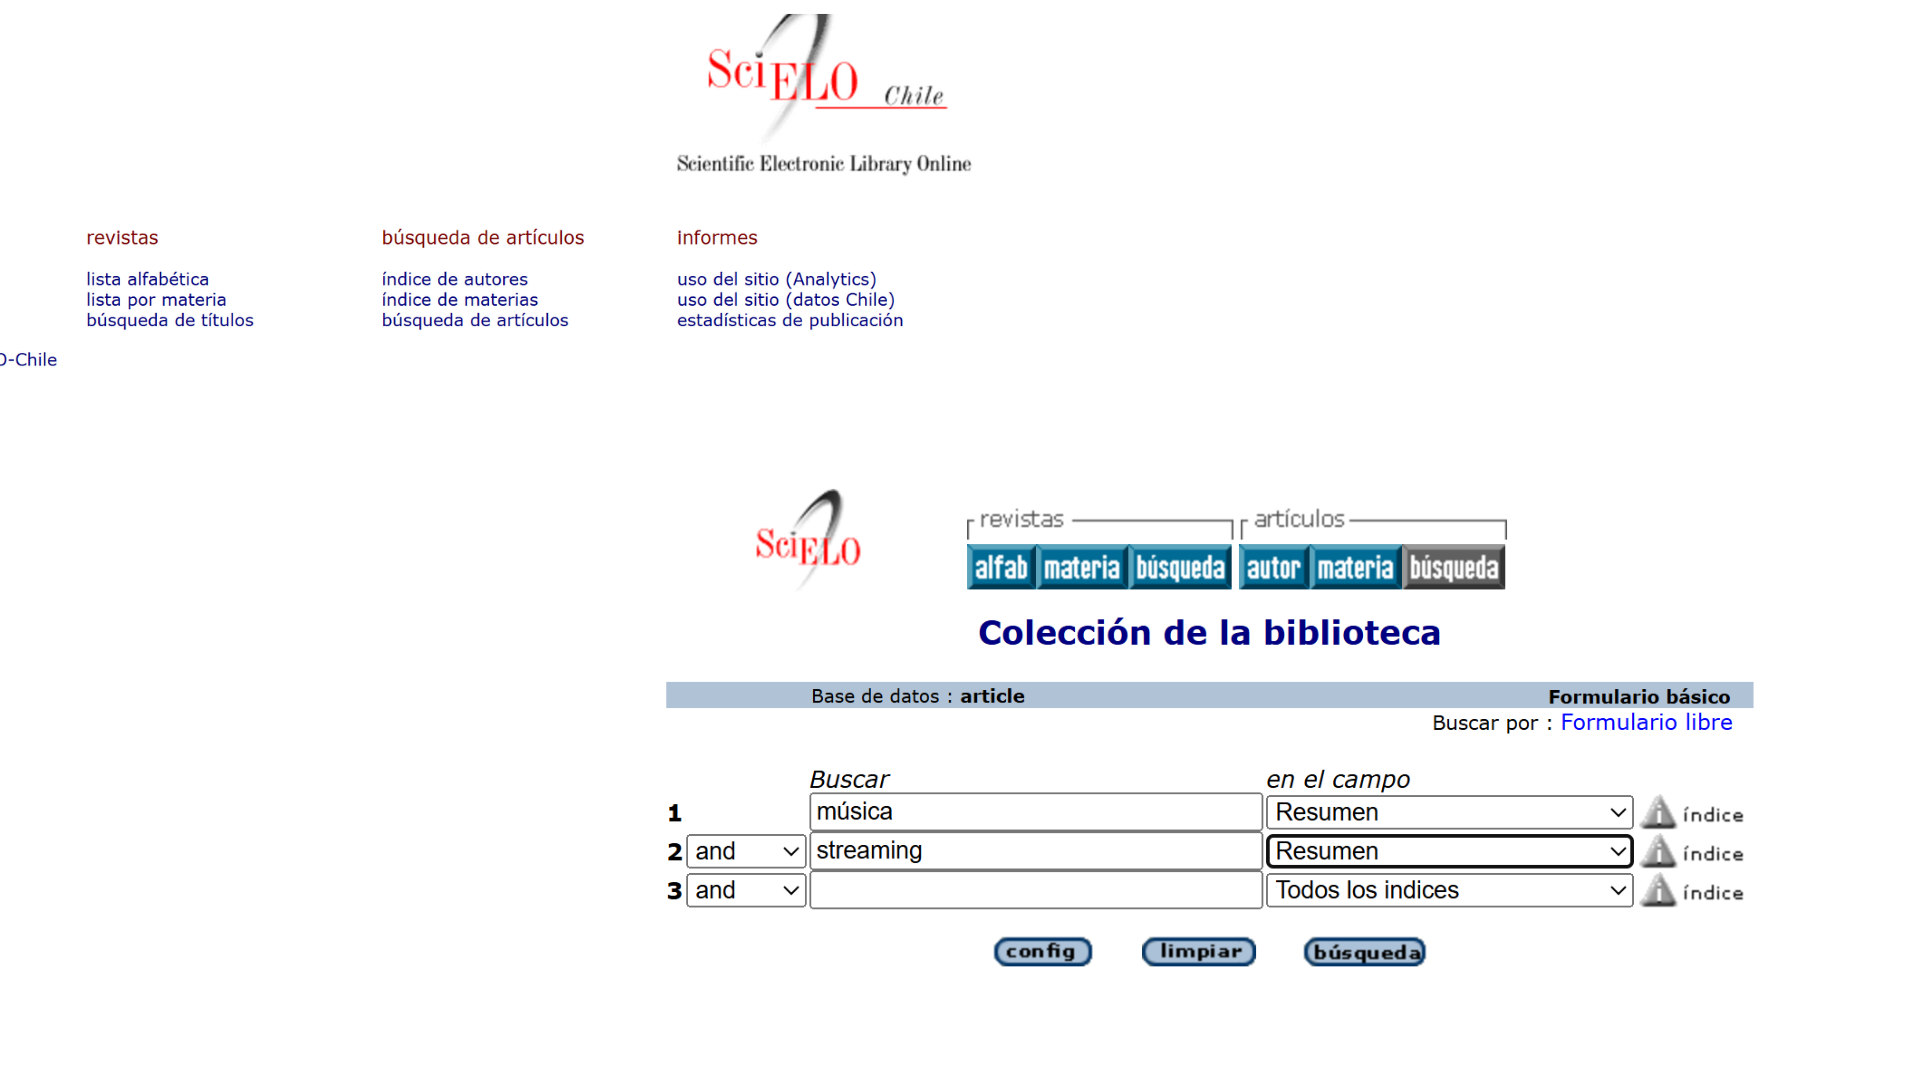 SciELO Chile
Scientific Electronic Library Online
revistas
lista alfabética
lista por materia
búsqueda de títulos
búsqueda de artículos
índice de autores
índice de materias
búsqueda de artículos
informes
uso del sitio (Analytics)
uso del sitio (datos Chile)
estadísticas de publicación
O-Chile
SciELO
revistas
alfab materia búsqueda
artículos
autor materia búsqueda
Colección de la biblioteca
Base de datos : article
Formulario básico
Buscar por : Formulario libre
Buscar en el campo
1 música Resumen índice
2 and streaming Resumen índice
3 and Todos los indices índice
config limpiar búsqueda